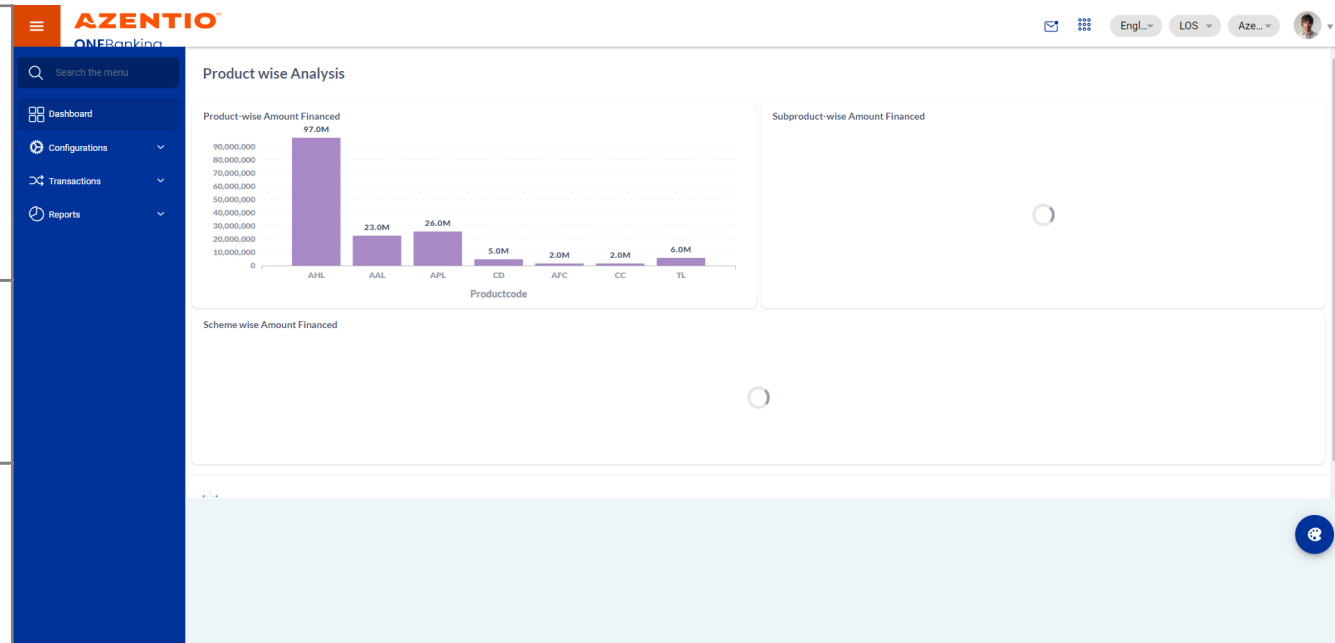 AZENTIO™
ONEBanking
Engl...
LOS
Aze...
Search the menu
Dashboard
Configurations
Transactions
Reports
Product wise Analysis
Product-wise Amount Financed
97.0M
90,000,000
80,000,000
70,000,000
60,000,000
50,000,000
40,000,000
30,000,000
20,000,000
10,000,000
0
23.0M
26.0M
5.0M
2.0M
2.0M
6.0M
AHL AAL APL CD AFC CC TL
Productcode
Subproduct-wise Amount Financed
Scheme wise Amount Financed